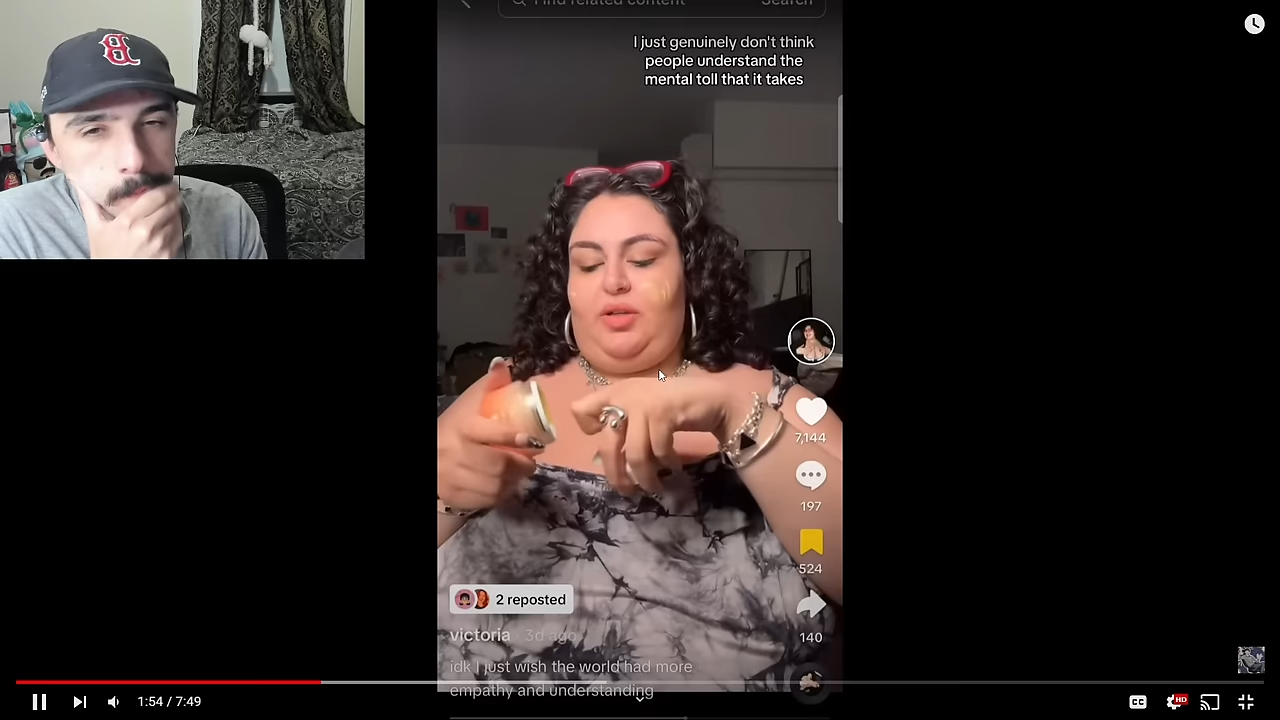 B
Find related content
Search
I just genuinely don't think
people understand the
mental toll that it takes
7,144
197
524
2 reposted
victoria · 3d ago
140
idk I just wish the world had more
empathy and understanding
1:54 / 7:49
CC
HD